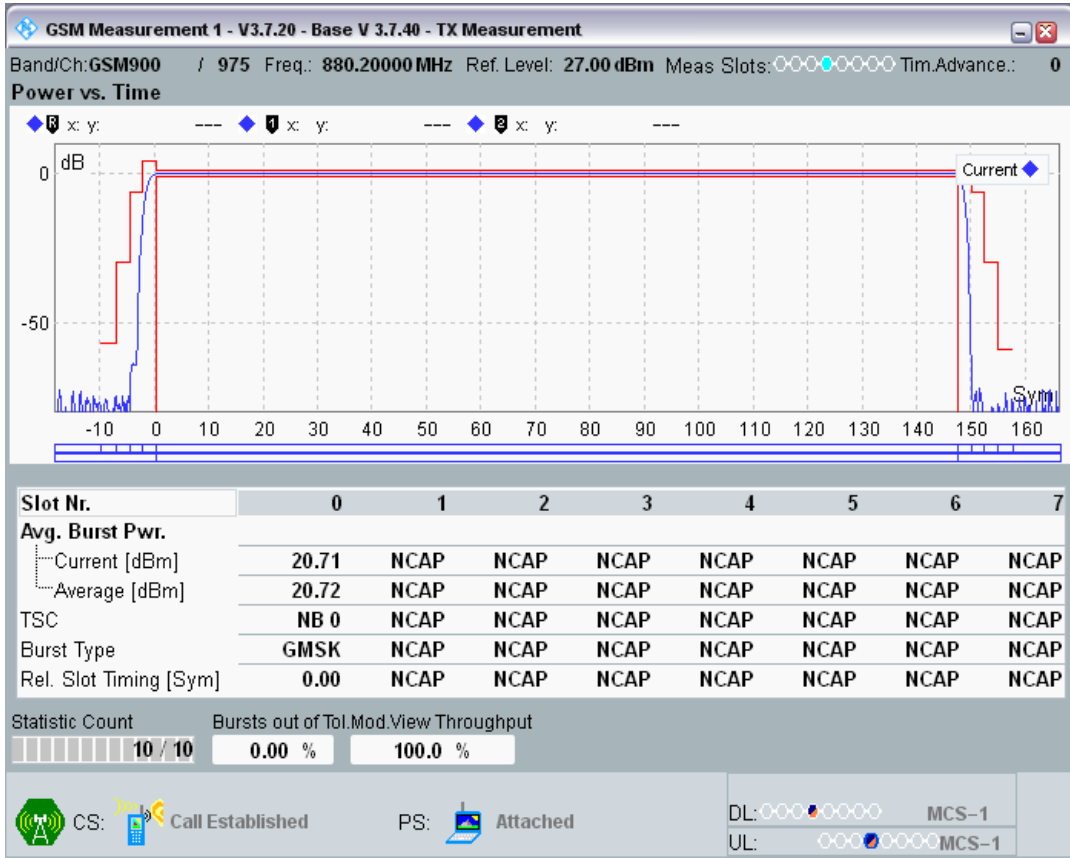 GSM Measurement 1 - V3.7.20 - Base V 3.7.40 - TX Measurement
Band/Ch:GSM900 / 975 Freq.: 880.20000 MHz Ref. Level: 27.00 dBm Meas Slots: Tim.Advance.: 0
Power vs. Time
R x: y: --- 1 x: y: --- 2 x: y: ---
dB
Current
0
-50
Sym
-10 0 10 20 30 40 50 60 70 80 90 100 110 120 130 140 150 160
Slot Nr. 0 1 2 3 4 5 6 7
Avg. Burst Pwr.
Current [dBm] 20.71 NCAP NCAP NCAP NCAP NCAP NCAP NCAP
Average [dBm] 20.72 NCAP NCAP NCAP NCAP NCAP NCAP NCAP
TSC NB 0 NCAP NCAP NCAP NCAP NCAP NCAP NCAP
Burst Type GMSK NCAP NCAP NCAP NCAP NCAP NCAP NCAP
Rel. Slot Timing [Sym] 0.00 NCAP NCAP NCAP NCAP NCAP NCAP NCAP
Statistic Count Bursts out of Tol. Mod.View Throughput
10 / 10 0.00 % 100.0 %
CS: Call Established PS: Attached
DL: MCS-1
UL: MCS-1